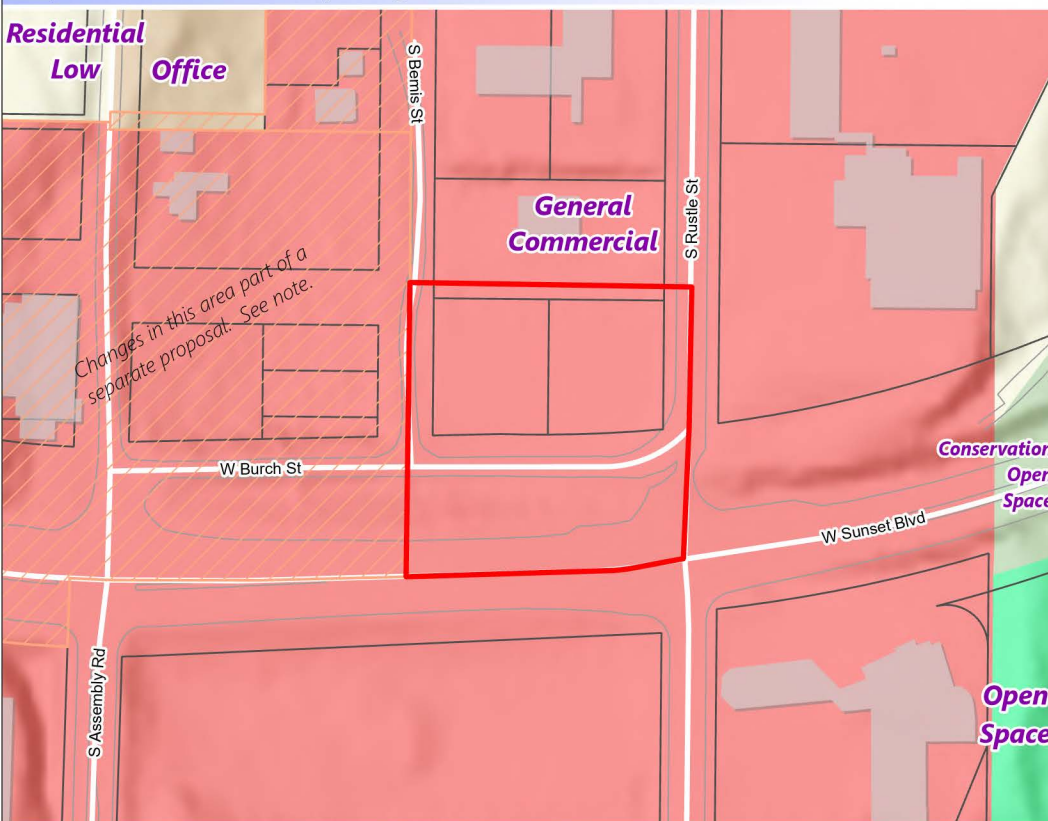 Residential
Low
Office
S Bemis St
S Rustle St
General
Commercial
Changes in this area part of a
separate proposal. See note.
W Burch St
Conservation
Open
Space
W Sunset Blvd
S Assembly Rd
Open
Space